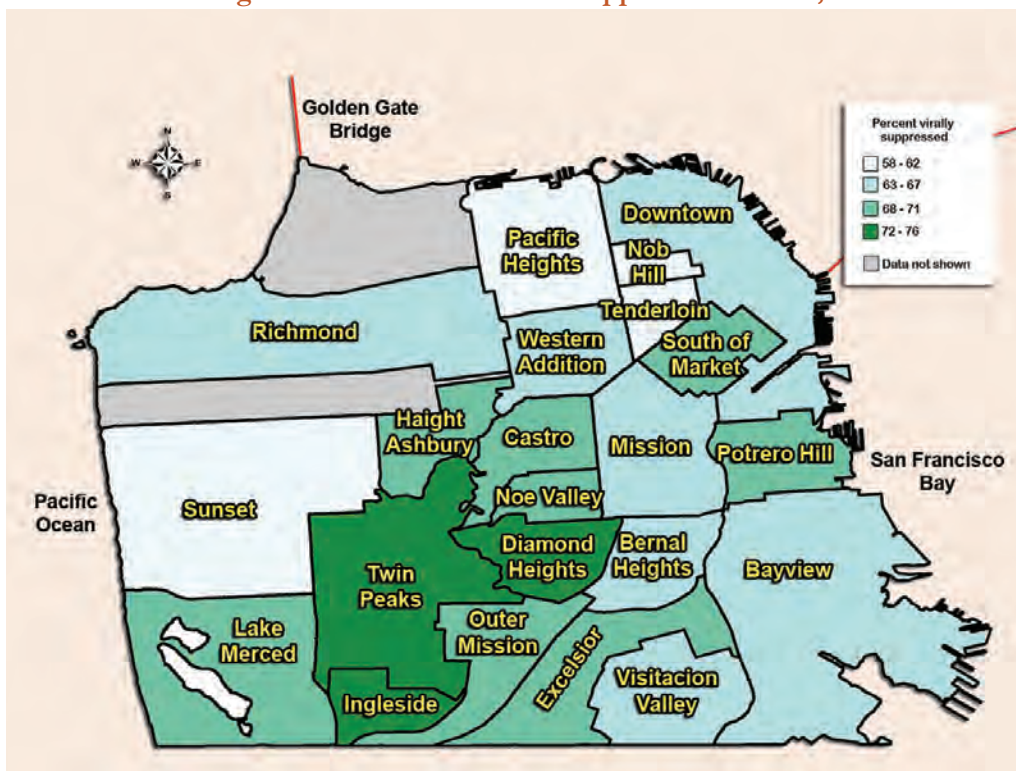 Golden Gate
Bridge
N
W
E
S
Percent virally
suppressed
58 - 62
63 - 67
68 - 71
72 - 76
Data not shown
Downtown
Pacific
Heights
Nob
Hill
Tenderloin
Richmond
Western
Addition
South of
Market
Haight
Ashbury
Castro
Mission
Potrero Hill
San Francisco
Bay
Pacific
Ocean
Sunset
Noe Valley
Diamond
Heights
Bernal
Heights
Bayview
Twin
Peaks
Outer
Mission
Lake
Merced
Excelsior
Visitacion
Valley
Ingleside